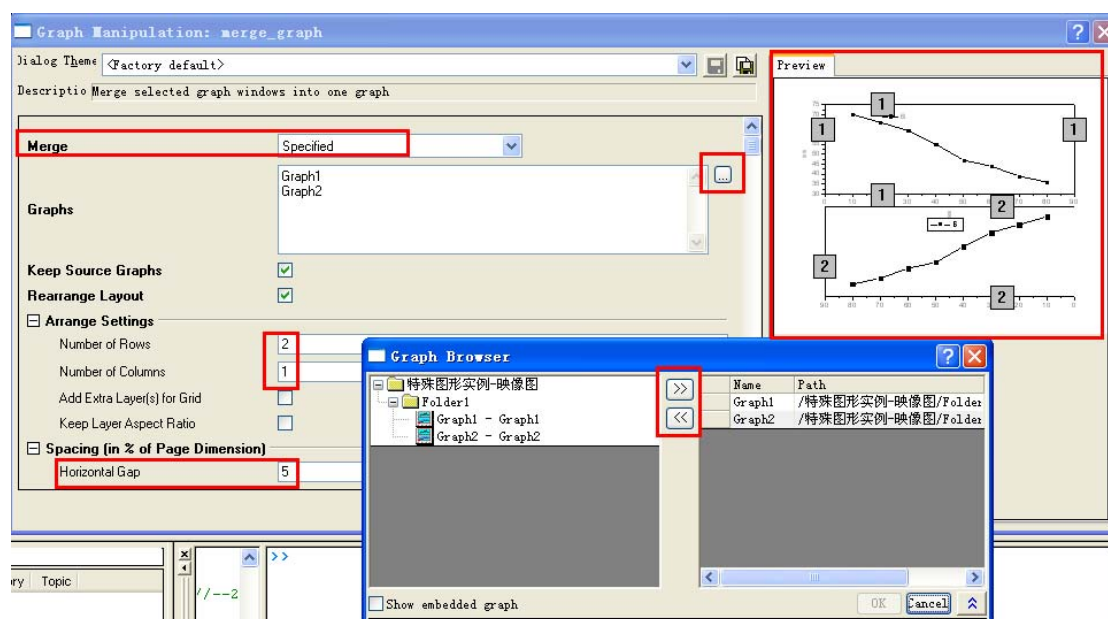 Graph Manipulation: merge_graph
Dialog Theme <Factory default>
Descriptio Merge selected graph windows into one graph
Merge Specified
...
Graphs
Graph1
Graph2
Keep Source Graphs
Rearrange Layout
Arrange Settings
Number of Rows 2
Number of Columns 1
Add Extra Layer(s) for Grid
Keep Layer Aspect Ratio
Spacing (in % of Page Dimension)
Horizontal Gap 5
Preview
1
1
1
1
2
B
2
2
Graph Browser
特殊图形实例-映像图
Folder1
Graph1 - Graph1
Graph2 - Graph2
>>
<<
Name Path
Graph1 /特殊图形实例-映像图/Folder
Graph2 /特殊图形实例-映像图/Folder
Show embedded graph
OK Cancel
ry Topic
//--2
>>